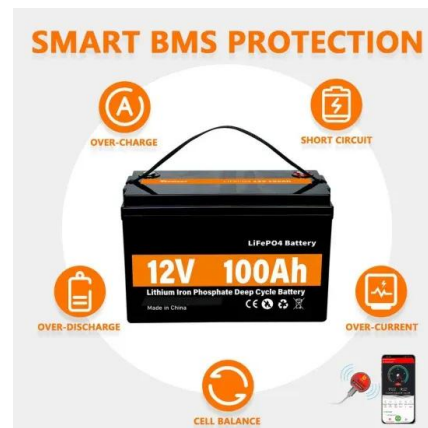 SMART BMS PROTECTION
OVER-CHARGE
SHORT CIRCUIT
LiFePO4 Battery
12V 100Ah
Lithium Iron Phosphate Deep Cycle Battery
Made in China
CE
OVER-DISCHARGE
OVER-CURRENT
CELL BALANCE